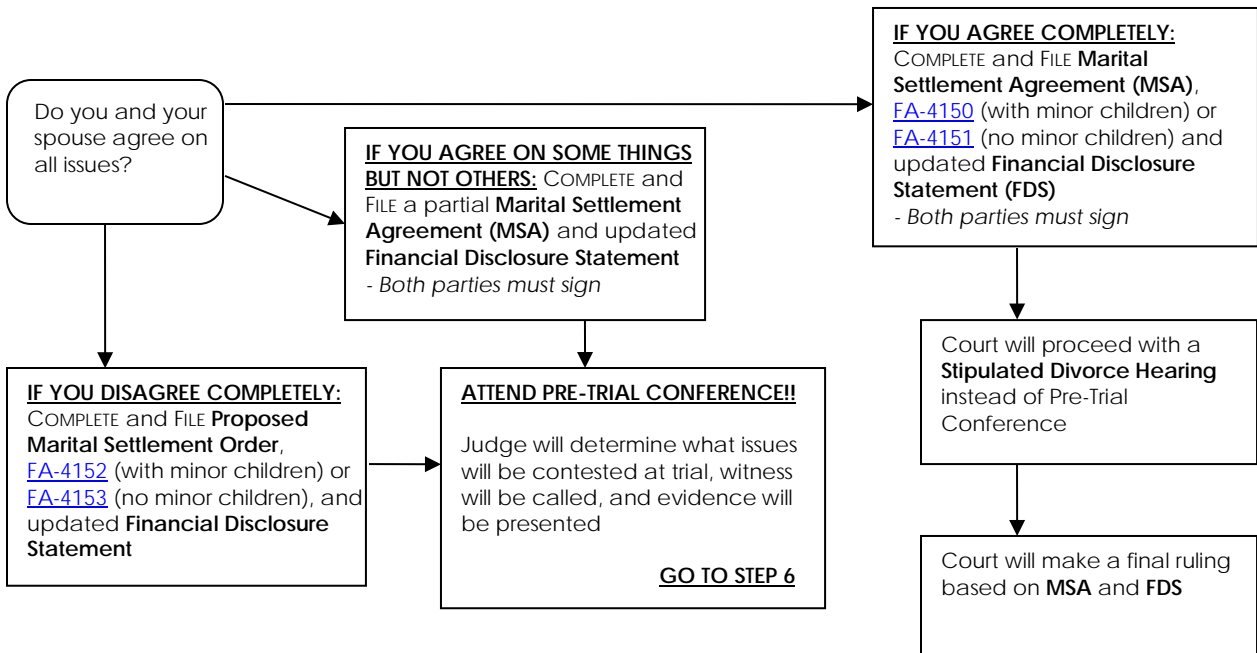 Do you and your
spouse agree on
all issues?
IF YOU AGREE COMPLETELY:
COMPLETE and FILE Marital
Settlement Agreement (MSA),
FA-4150 (with minor children) or
FA-4151 (no minor children) and
updated Financial Disclosure
Statement (FDS)
- Both parties must sign
IF YOU AGREE ON SOME THINGS
BUT NOT OTHERS: COMPLETE and
FILE a partial Marital Settlement
Agreement (MSA) and updated
Financial Disclosure Statement
- Both parties must sign
IF YOU DISAGREE COMPLETELY:
COMPLETE and FILE Proposed
Marital Settlement Order,
FA-4152 (with minor children) or
FA-4153 (no minor children), and
updated Financial Disclosure
Statement
ATTEND PRE-TRIAL CONFERENCE!!
Judge will determine what issues
will be contested at trial, witness
will be called, and evidence will
be presented
GO TO STEP 6
Court will proceed with a
Stipulated Divorce Hearing
instead of Pre-Trial
Conference
Court will make a final ruling
based on MSA and FDS